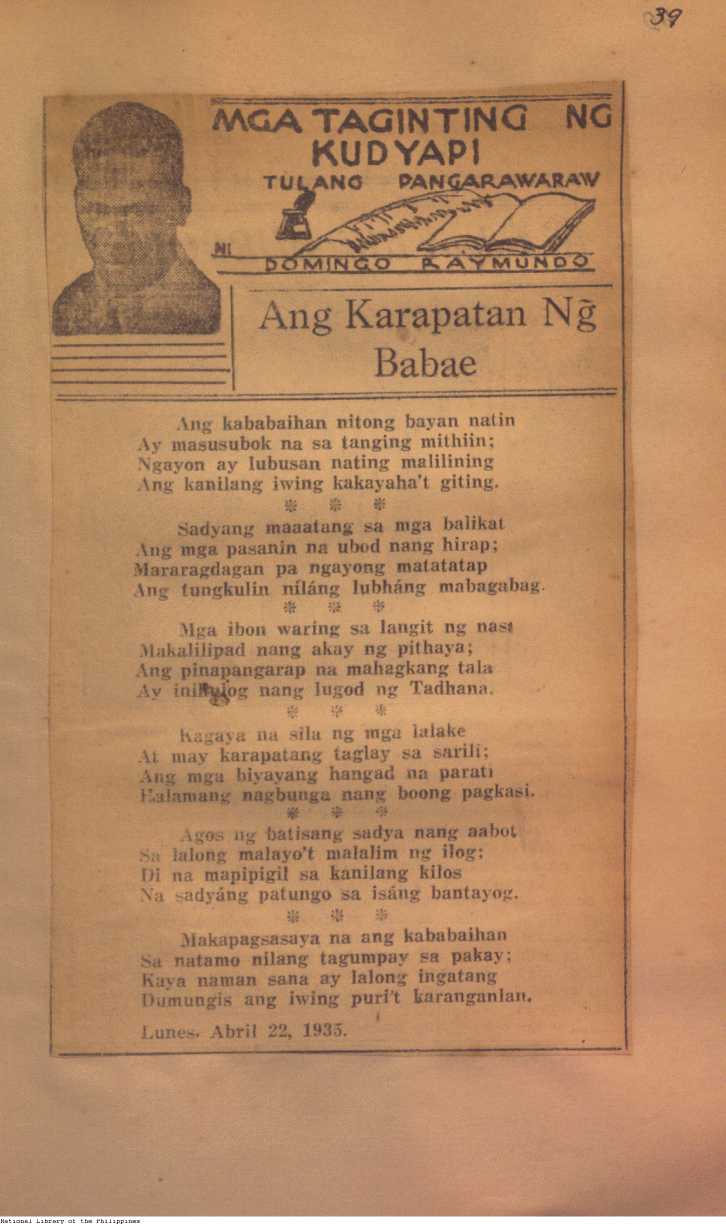 39
MGA TAGINTING NG
KUDYAPI
TULANG PANGARAWARAW
NI
DOMINGO RAYMUNDO
Ang Karapatan Ng̃
Babae
Ang kababaihan nitong bayan natin
Ay masusubok na sa tanging mithiin;
Ngayon ay lubusan nating malilining
Ang kanilang iwing kakayaha't giting.
* * *
Sadyang maaatang sa mga balikat
Ang mga pasanin na ubod nang hirap;
Mararagdagan pa ngayong matatatap
Ang tungkulin niláng lubháng mabagabag.
* * *
Mga ibon waring sa langit ng nasa
Makalilipad nang akay ng pithaya;
Ang pinapangarap na mahagkang tala
Ay inihulog nang lugod ng Tadhana.
* * *
Kagaya na sila ng mga lalake
At may karapatang taglay sa sarili;
Ang mga biyayang hangad na parati
Halamang nagbunga nang boong pagkasi.
* * *
Agos ng batisang sadya nang aabot
Sa lalong malayo't malalim ng ilog;
Di na mapipigil sa kanilang kilos
Na sadyáng patungo sa isáng bantayog.
* * *
Makapagsasaya na ang kababaihan
Sa natamo nilang tagumpay sa pakay;
Kaya naman sana ay lalong ingatang
Dumungis ang iwing puri't karangalan.
Lunes. Abril 22, 1935.
National Library of the Philippines